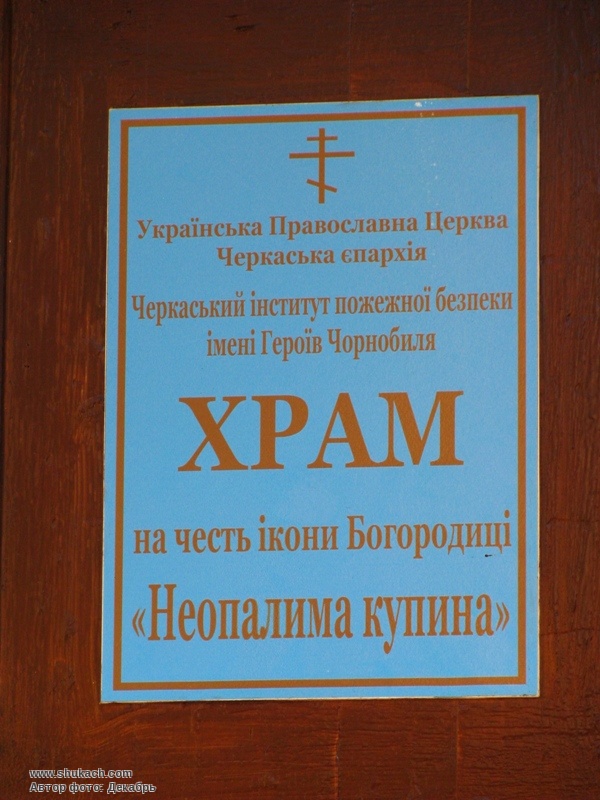 Українська Православна Церква
Черкаська єпархія
Черкаський інститут пожежної безпеки
імені Героїв Чорнобиля
ХРАМ
на честь ікони Богородиці
«Неопалима купина»
www.shukach.com
Автор фото: Декабрь